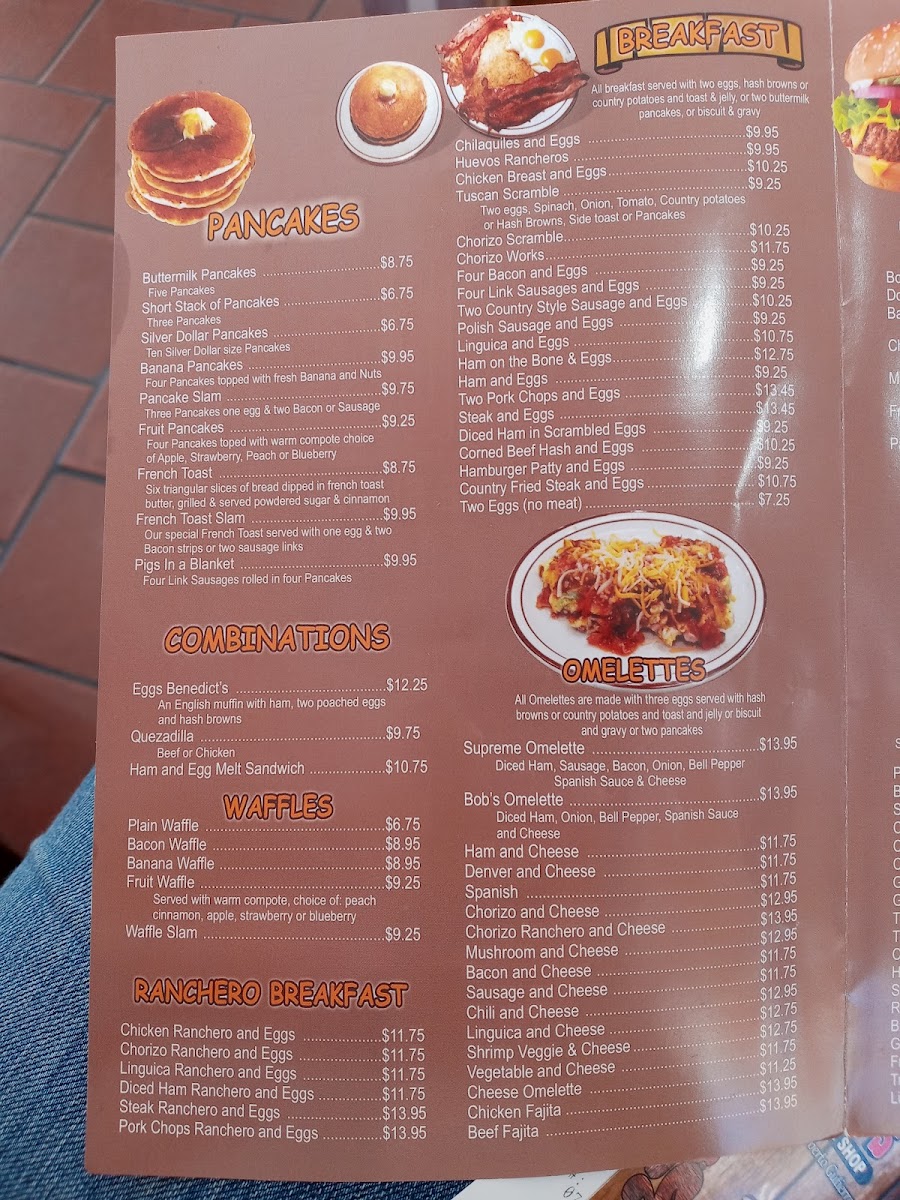 PANCAKES
Buttermilk Pancakes ..............................$8.75
Five Pancakes
Short Stack of Pancakes ........................$6.75
Three Pancakes
Silver Dollar Pancakes ...........................$6.75
Ten Silver Dollar size Pancakes
Banana Pancakes .................................$9.95
Four Pancakes topped with fresh Banana and Nuts
Pancake Slam .......................................$9.75
Three Pancakes one egg & two Bacon or Sausage
Fruit Pancakes .......................................$9.25
Four Pancakes toped with warm compote choice
of Apple, Strawberry, Peach or Blueberry
French Toast .........................................$8.75
Six triangular slices of bread dipped in french toast
butter, grilled & served powdered sugar & cinnamon
French Toast Slam .................................$9.95
Our special French Toast served with one egg & two
Bacon strips or two sausage links
Pigs In a Blanket ....................................$9.95
Four Link Sausages rolled in four Pancakes
COMBINATIONS
Eggs Benedict's ....................................$12.25
An English muffin with ham, two poached eggs
and hash browns
Quezadilla .............................................$9.75
Beef or Chicken
Ham and Egg Melt Sandwich ..................$10.75
WAFFLES
Plain Waffle ...........................................$6.75
Bacon Waffle .........................................$8.95
Banana Waffle .......................................$8.95
Fruit Waffle ............................................$9.25
Served with warm compote, choice of: peach
cinnamon, apple, strawberry or blueberry
Waffle Slam ...........................................$9.25
RANCHERO BREAKFAST
Chicken Ranchero and Eggs ...................$11.75
Chorizo Ranchero and Eggs ...................$11.75
Linguica Ranchero and Eggs ..................$11.75
Diced Ham Ranchero and Eggs ...............$11.75
Steak Ranchero and Eggs .......................$13.95
Pork Chops Ranchero and Eggs ..............$13.95
BREAKFAST
All breakfast served with two eggs, hash browns or
country potatoes and toast & jelly, or two buttermilk
pancakes, or biscuit & gravy
Chilaquiles and Eggs .....................................$9.95
Huevos Rancheros ........................................$9.95
Chicken Breast and Eggs................................$10.25
Tuscan Scramble ..........................................$9.25
Two eggs, Spinach, Onion, Tomato, Country potatoes
or Hash Browns, Side toast or Pancakes
Chorizo Scramble..........................................$10.25
Chorizo Works..............................................$11.75
Four Bacon and Eggs ....................................$9.25
Four Link Sausages and Eggs ..........................$9.25
Two Country Style Sausage and Eggs ...............$10.25
Polish Sausage and Eggs ................................$9.25
Linguica and Eggs .........................................$10.75
Ham on the Bone & Eggs................................$12.75
Ham and Eggs ..............................................$9.25
Two Pork Chops and Eggs ..............................$13.45
Steak and Eggs .............................................$13.45
Diced Ham in Scrambled Eggs .........................$9.25
Corned Beef Hash and Eggs ............................$10.25
Hamburger Patty and Eggs ..............................$9.25
Country Fried Steak and Eggs..........................$10.75
Two Eggs (no meat)........................................$7.25
OMELETTES
All Omelettes are made with three eggs served with hash
browns or country potatoes and toast and jelly or biscuit
and gravy or two pancakes
Supreme Omelette .........................................$13.95
Diced Ham, Sausage, Bacon, Onion, Bell Pepper
Spanish Sauce & Cheese
Bob's Omelette ..............................................$13.95
Diced Ham, Onion, Bell Pepper, Spanish Sauce
and Cheese
Ham and Cheese ...........................................$11.75
Denver and Cheese ........................................$11.75
Spanish ........................................................$11.75
Chorizo and Cheese .......................................$12.95
Chorizo Ranchero and Cheese .........................$13.95
Mushroom and Cheese ...................................$12.95
Bacon and Cheese .........................................$11.75
Sausage and Cheese ......................................$11.75
Chili and Cheese ............................................$12.95
Linguica and Cheese .......................................$12.75
Shrimp Veggie & Cheese..................................$12.75
Vegetable and Cheese .....................................$11.75
Cheese Omelette ............................................$11.25
Chicken Fajita ................................................$13.95
Beef Fajita .....................................................$13.95
SHOP